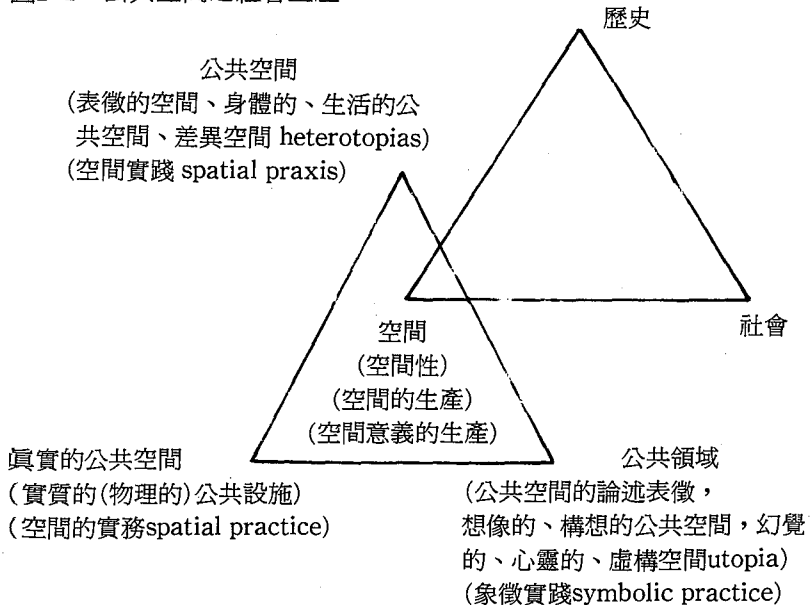 歷史
公共空間
(表徵的空間、身體的、生活的公
共空間、差異空間 heterotopias)
(空間實踐 spatial praxis)
空間
(空間性)
(空間的生產)
(空間意義的生產)
社會
眞實的公共空間
(實質的(物理的)公共設施)
(空間的實務spatial practice)
公共領域
(公共空間的論述表徵，
想像的、構想的公共空間，幻覺
的、心靈的、虛構空間utopia)
(象徵實踐symbolic practice)